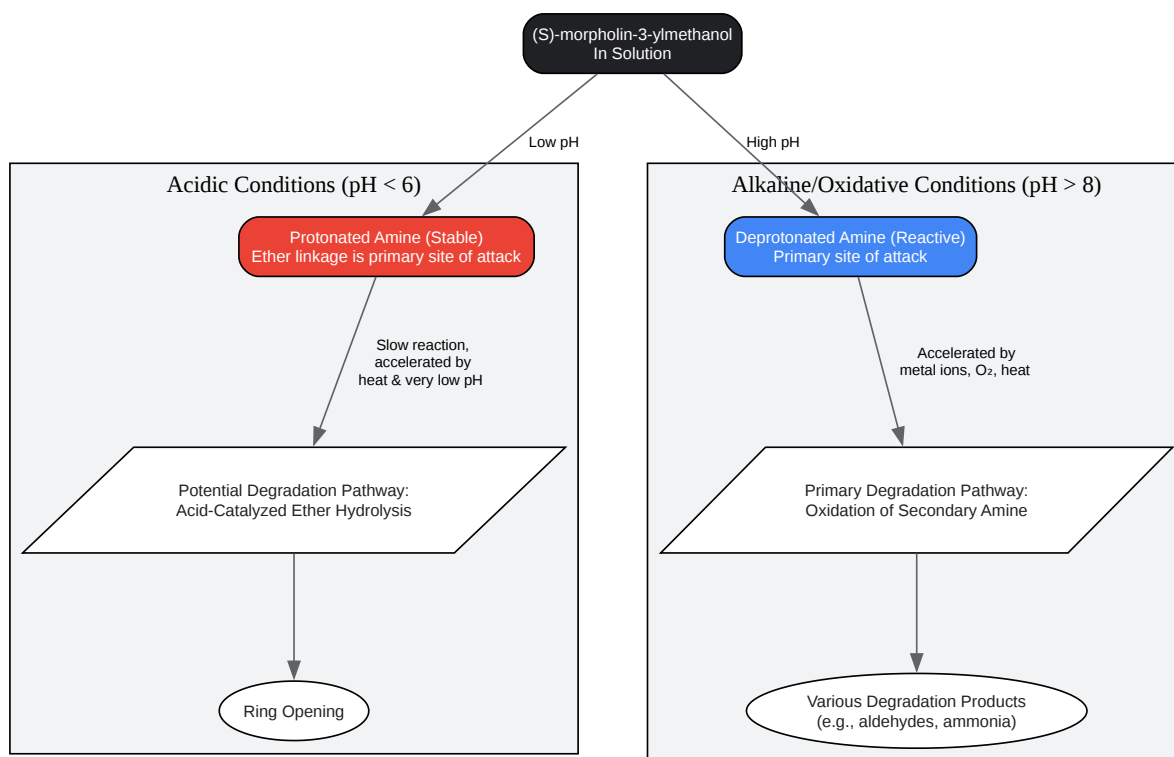 (S)-morpholin-3-ylmethanol
In Solution
Low pH
High pH
Acidic Conditions (pH < 6)
Protonated Amine (Stable)
Ether linkage is primary site of attack
Slow reaction,
accelerated by
heat & very low pH
Potential Degradation Pathway:
Acid-Catalyzed Ether Hydrolysis
Ring Opening
Alkaline/Oxidative Conditions (pH > 8)
Deprotonated Amine (Reactive)
Primary site of attack
Accelerated by
metal ions, O₂, heat
Primary Degradation Pathway:
Oxidation of Secondary Amine
Various Degradation Products
(e.g., aldehydes, ammonia)